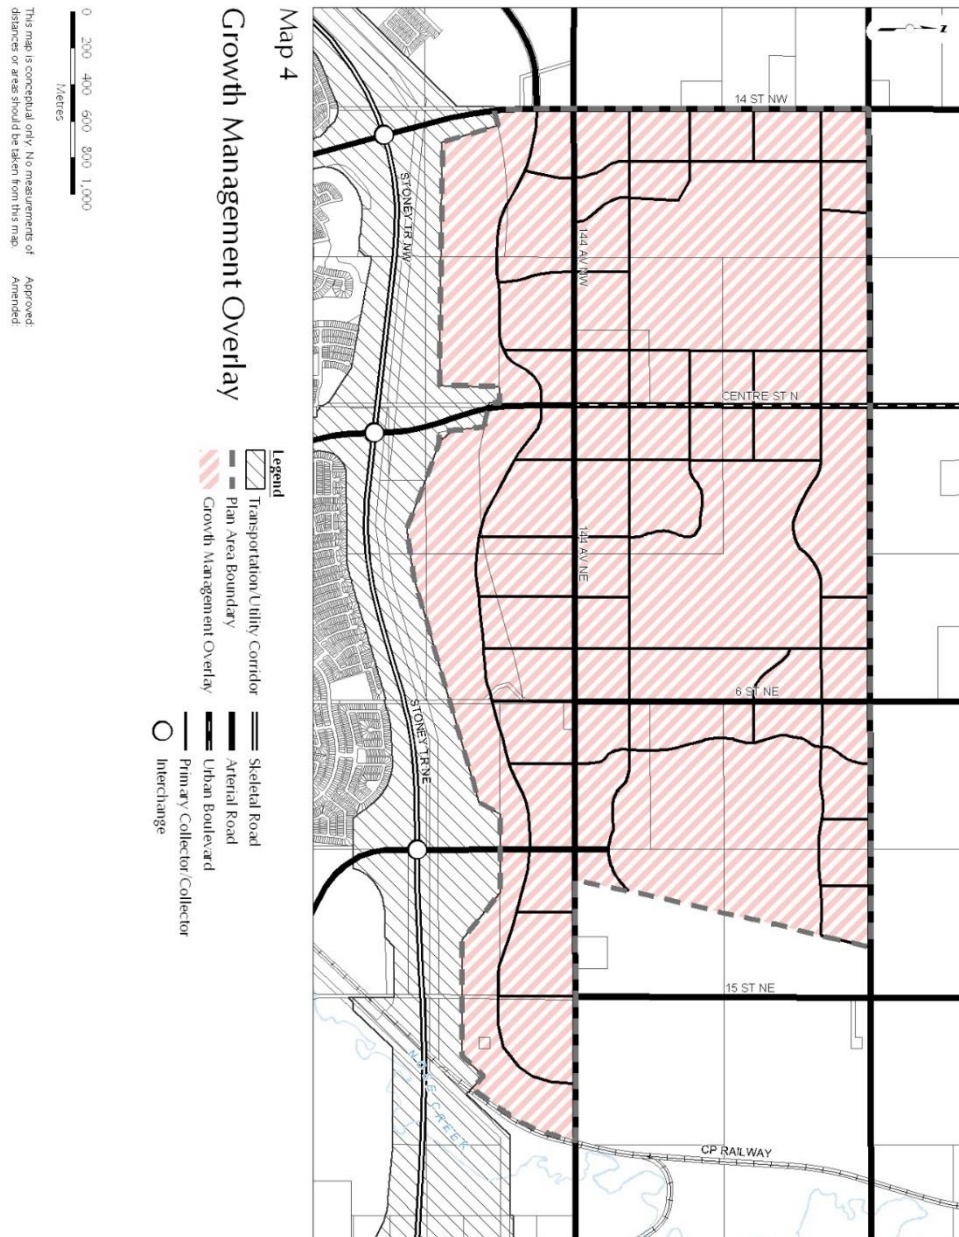 Map 4
Growth Management Overlay
0 200 400 600 800 1,000
Metres
This map is conceptual only. No measurements of
distances or areas should be taken from this map.
Approved:
Amended:
Legend
Transportation/Utility Corridor
Plan Area Boundary
Growth Management Overlay
Skeletal Road
Arterial Road
Urban Boulevard
Primary Collector/Collector
Interchange
N
14 ST NW
STONEY TR NW
144 AV NW
CENTRE ST N
144 AV NE
6 ST NE
STONEY TR NE
15 ST NE
NOSE CREEK
CP RAILWAY